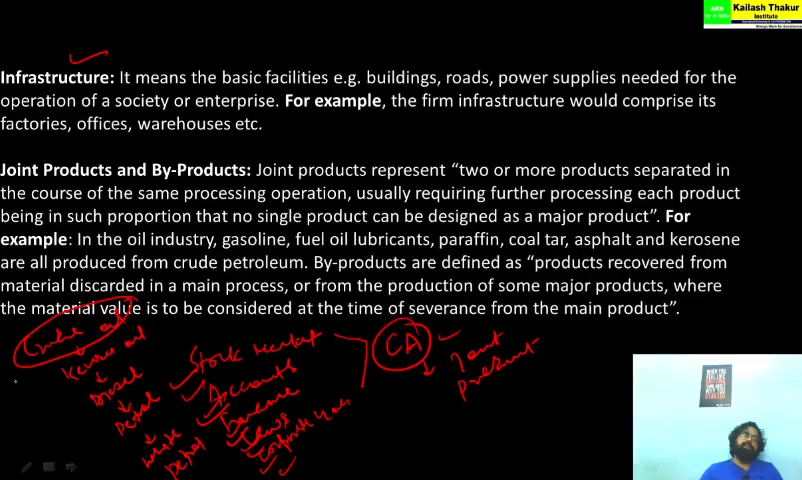 Kailash Thakur
Institute
Infrastructure: It means the basic facilities e.g. buildings, roads, power supplies needed for the
operation of a society or enterprise. For example, the firm infrastructure would comprise its
factories, offices, warehouses etc.
Joint Products and By-Products: Joint products represent “two or more products separated in
the course of the same processing operation, usually requiring further processing each product
being in such proportion that no single product can be designed as a major product”. For
example: In the oil industry, gasoline, fuel oil lubricants, paraffin, coal tar, asphalt and kerosene
are all produced from crude petroleum. By-products are defined as “products recovered from
material discarded in a main process, or from the production of some major products, where
the material value is to be considered at the time of severance from the main product”.
Crude oil
Diesel
Petrol
white
petrol
Stock market
Accounts
CA
Joint